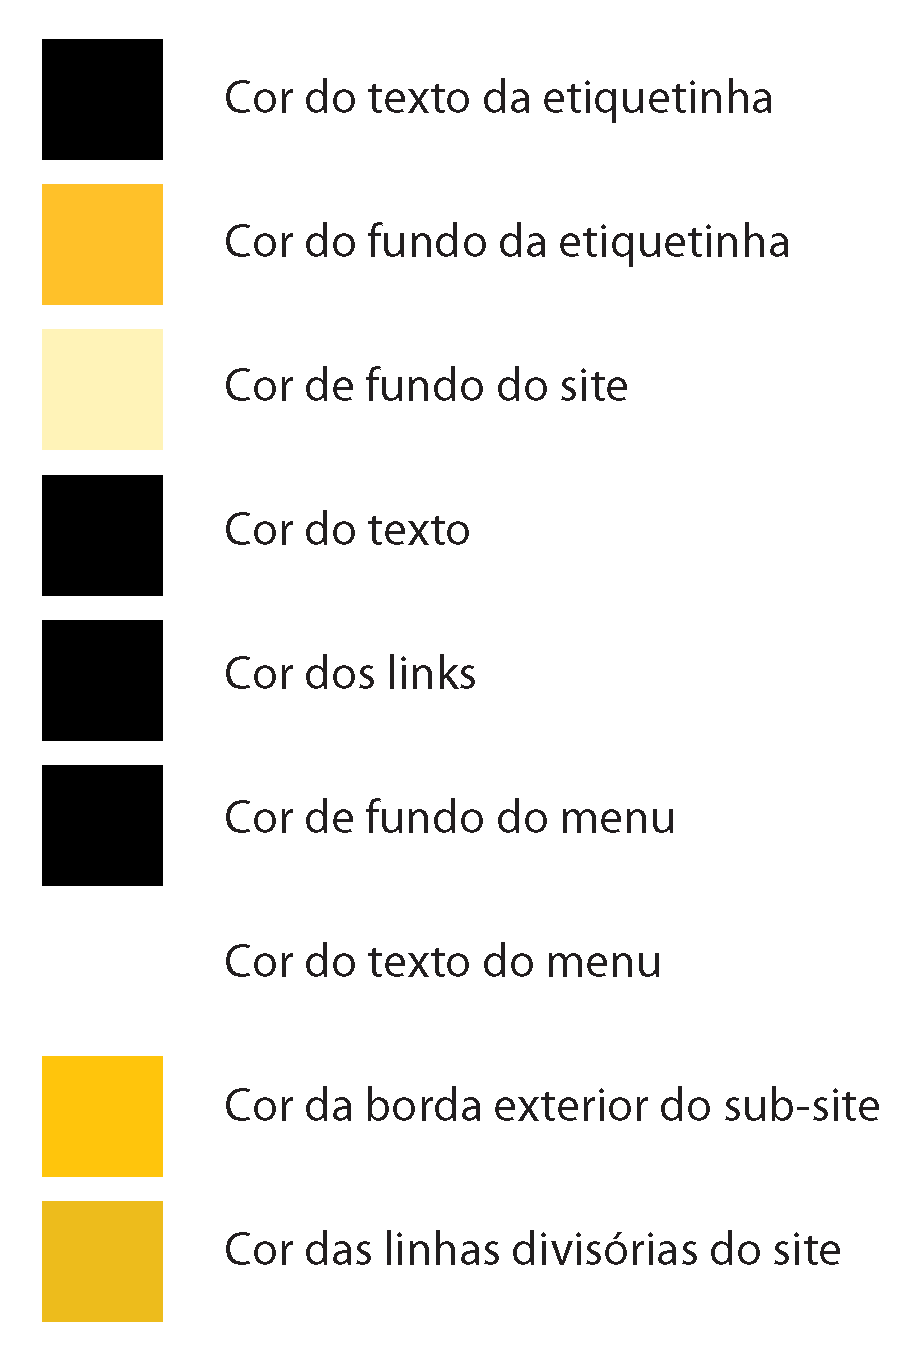 Cor do texto da etiquetinha
Cor do fundo da etiquetinha
Cor de fundo do site
Cor do texto
Cor dos links
Cor de fundo do menu
Cor do texto do menu
Cor da borda exterior do sub-site
Cor das linhas divisórias do site